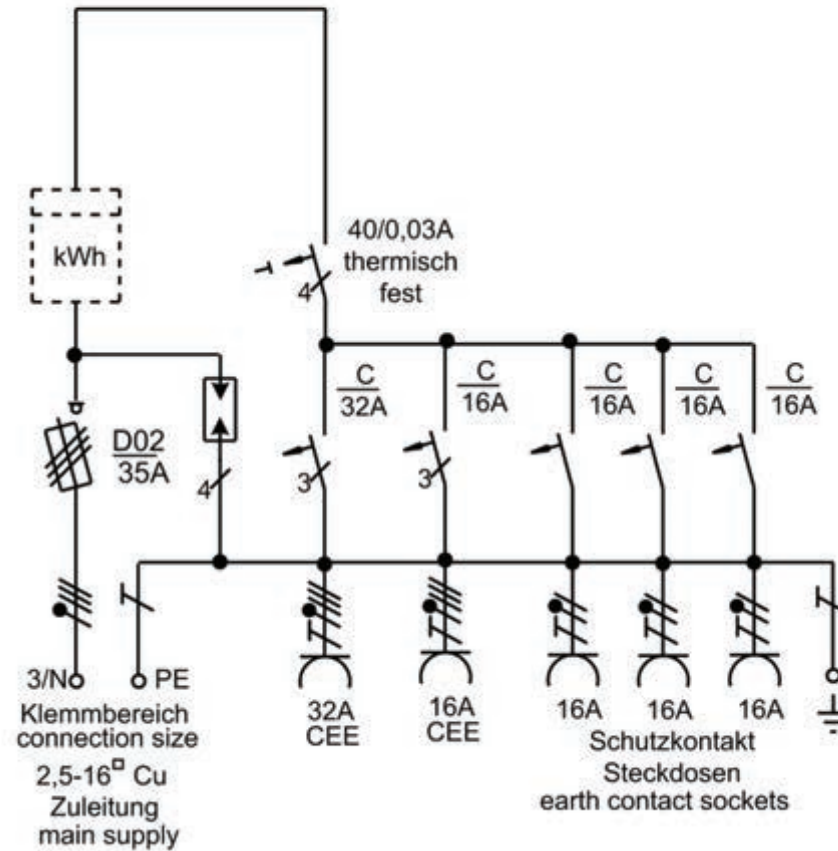 kWh
40/0,03A
thermisch
fest
4
C
32A
C
16A
C
16A
C
16A
C
16A
D02
35A
4
3
3
3/N
PE
Klemmbereich
connection size
2,5-16□ Cu
Zuleitung
main supply
32A
CEE
16A
CEE
16A
16A
16A
Schutzkontakt
Steckdosen
earth contact sockets